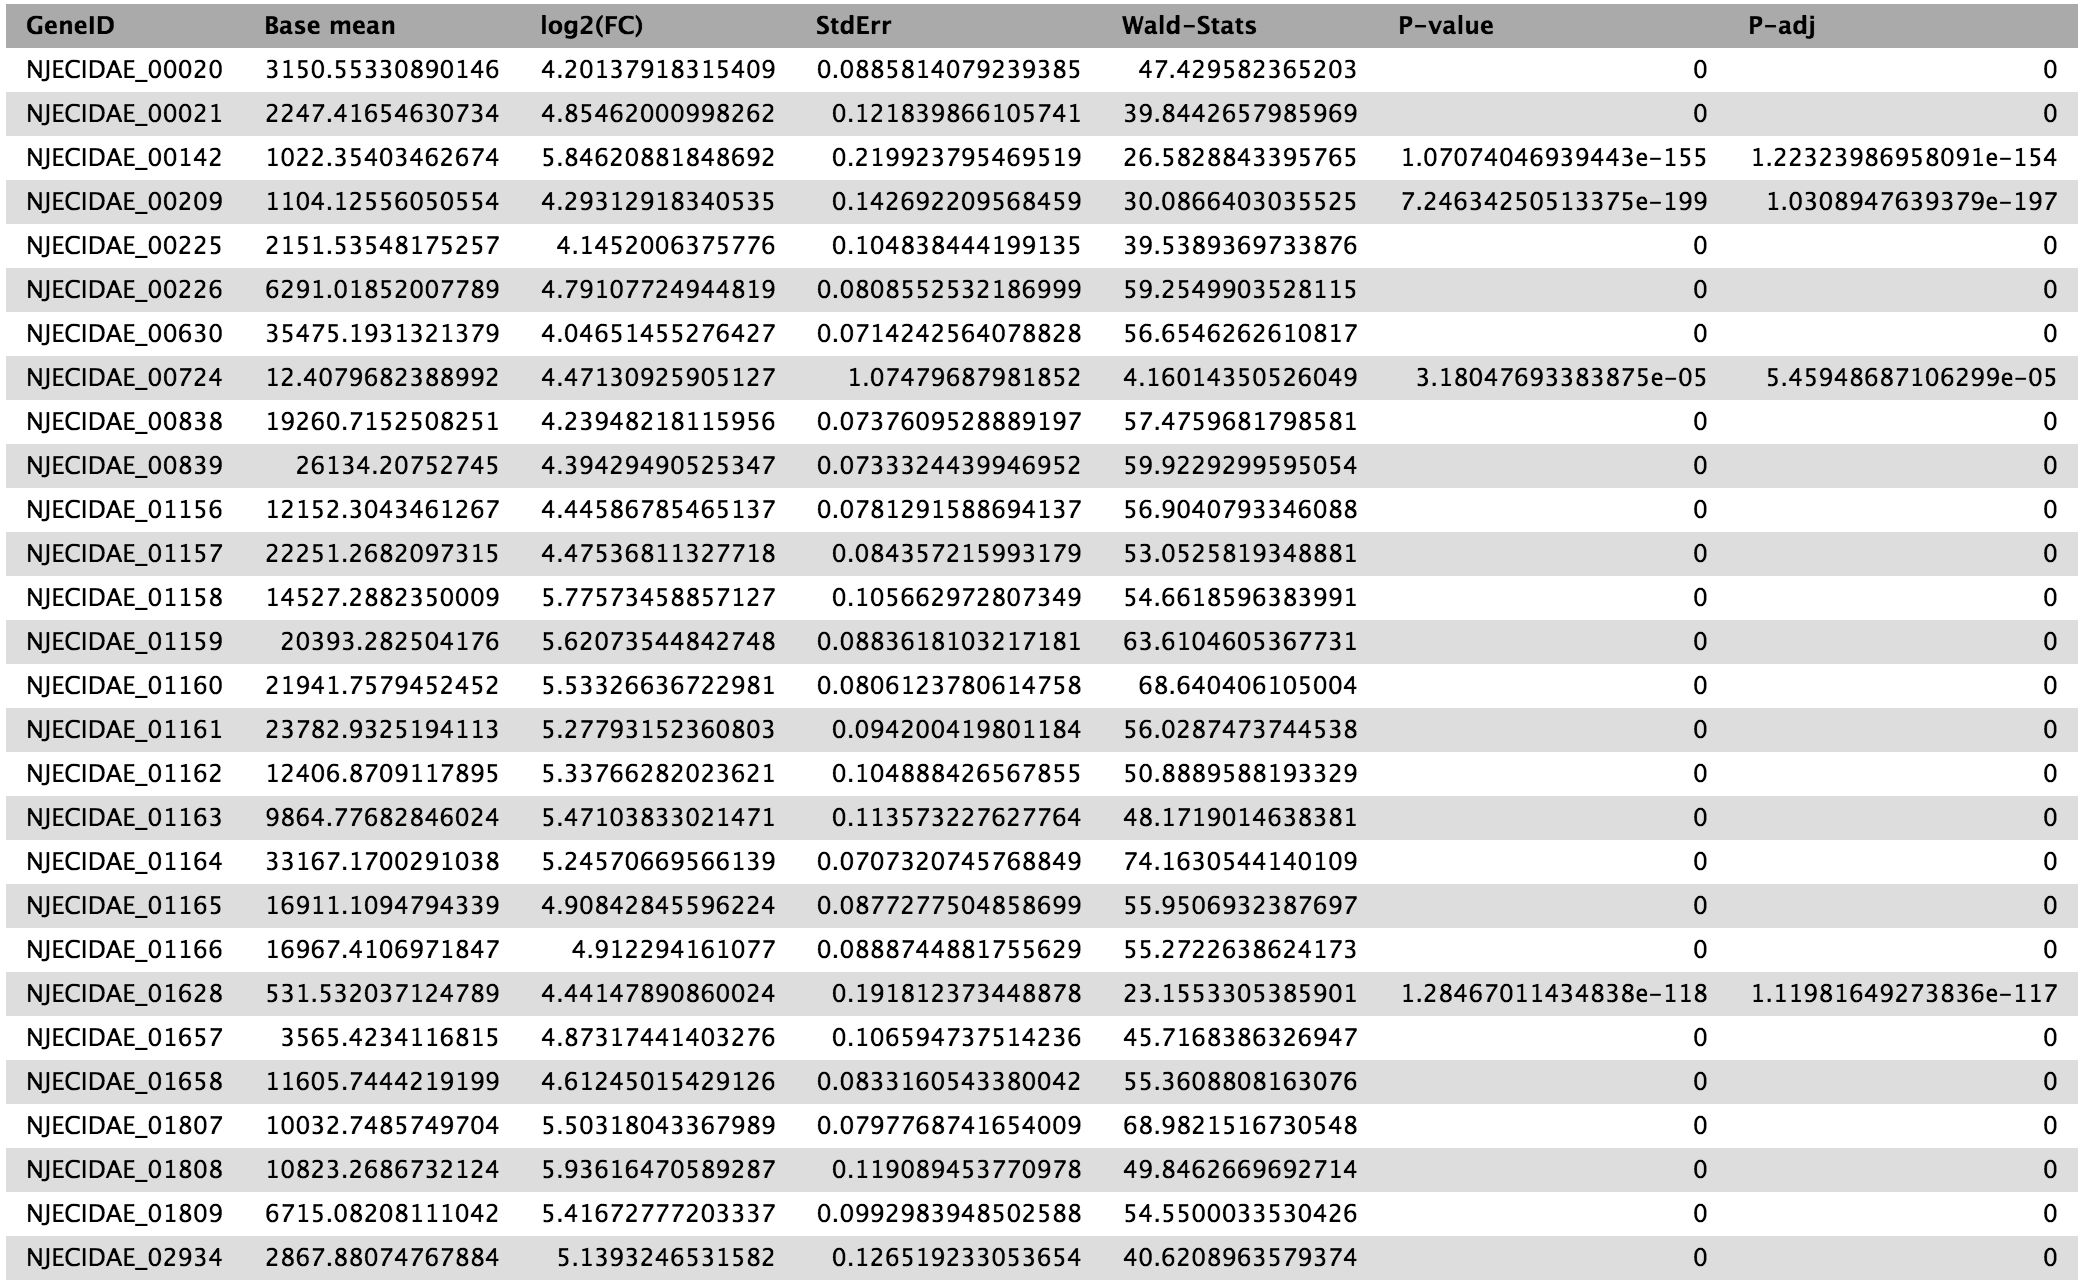 GeneID Base mean log2(FC) StdErr Wald-Stats P-value P-adj
NJECIDAE_00020 3150.55330890146 4.20137918315409 0.0885814079239385 47.429582365203 0 0
NJECIDAE_00021 2247.41654630734 4.85462000998262 0.121839866105741 39.8442657985969 0 0
NJECIDAE_00142 1022.35403462674 5.84620881848692 0.219923795469519 26.5828843395765 1.07074046939443e-155 1.22323986958091e-154
NJECIDAE_00209 1104.12556050554 4.29312918340535 0.142692209568459 30.0866403035525 7.24634250513375e-199 1.0308947639379e-197
NJECIDAE_00225 2151.53548175257 4.1452006375776 0.104838444199135 39.5389369733876 0 0
NJECIDAE_00226 6291.01852007789 4.79107724944819 0.0808552532186999 59.2549903528115 0 0
NJECIDAE_00630 35475.1931321379 4.04651455276427 0.0714242564078828 56.6546262610817 0 0
NJECIDAE_00724 12.4079682388992 4.47130925905127 1.07479687981852 4.16014350526049 3.18047693383875e-05 5.45948687106299e-05
NJECIDAE_00838 19260.7152508251 4.23948218115956 0.0737609528889197 57.4759681798581 0 0
NJECIDAE_00839 26134.20752745 4.39429490525347 0.0733324439946952 59.9229299595054 0 0
NJECIDAE_01156 12152.3043461267 4.44586785465137 0.0781291588694137 56.9040793346088 0 0
NJECIDAE_01157 22251.2682097315 4.47536811327718 0.084357215993179 53.0525819348881 0 0
NJECIDAE_01158 14527.2882350009 5.77573458857127 0.105662972807349 54.6618596383991 0 0
NJECIDAE_01159 20393.282504176 5.62073544842748 0.0883618103217181 63.6104605367731 0 0
NJECIDAE_01160 21941.7579452452 5.53326636722981 0.0806123780614758 68.640406105004 0 0
NJECIDAE_01161 23782.9325194113 5.27793152360803 0.094200419801184 56.0287473744538 0 0
NJECIDAE_01162 12406.8709117895 5.33766282023621 0.104888426567855 50.8889588193329 0 0
NJECIDAE_01163 9864.77682846024 5.47103833021471 0.113573227627764 48.1719014638381 0 0
NJECIDAE_01164 33167.1700291038 5.24570669566139 0.0707320745768849 74.1630544140109 0 0
NJECIDAE_01165 16911.1094794339 4.90842845596224 0.0877277504858699 55.9506932387697 0 0
NJECIDAE_01166 16967.4106971847 4.912294161077 0.0888744881755629 55.2722638624173 0 0
NJECIDAE_01628 531.532037124789 4.44147890860024 0.191812373448878 23.1553305385901 1.28467011434838e-118 1.11981649273836e-117
NJECIDAE_01657 3565.4234116815 4.87317441403276 0.106594737514236 45.7168386326947 0 0
NJECIDAE_01658 11605.7444219199 4.61245015429126 0.0833160543380042 55.3608808163076 0 0
NJECIDAE_01807 10032.7485749704 5.50318043367989 0.0797768741654009 68.9821516730548 0 0
NJECIDAE_01808 10823.2686732124 5.93616470589287 0.119089453770978 49.8462669692714 0 0
NJECIDAE_01809 6715.08208111042 5.41672777203337 0.0992983948502588 54.5500033530426 0 0
NJECIDAE_02934 2867.88074767884 5.1393246531582 0.126519233053654 40.6208963579374 0 0